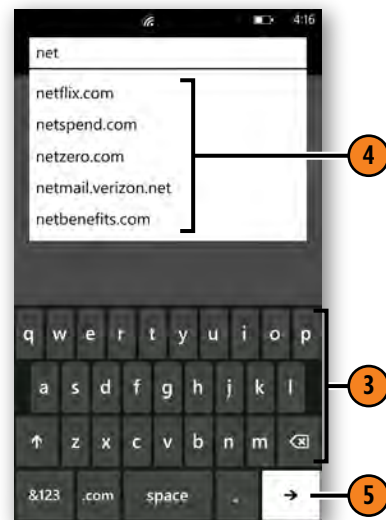 4:16
net
netflix.com
netspend.com
netzero.com
netmail.verizon.net
netbenefits.com
4
q w e r t y u i o p
a s d f g h j k l
3
z x c v b n m
&123 .com space .
5